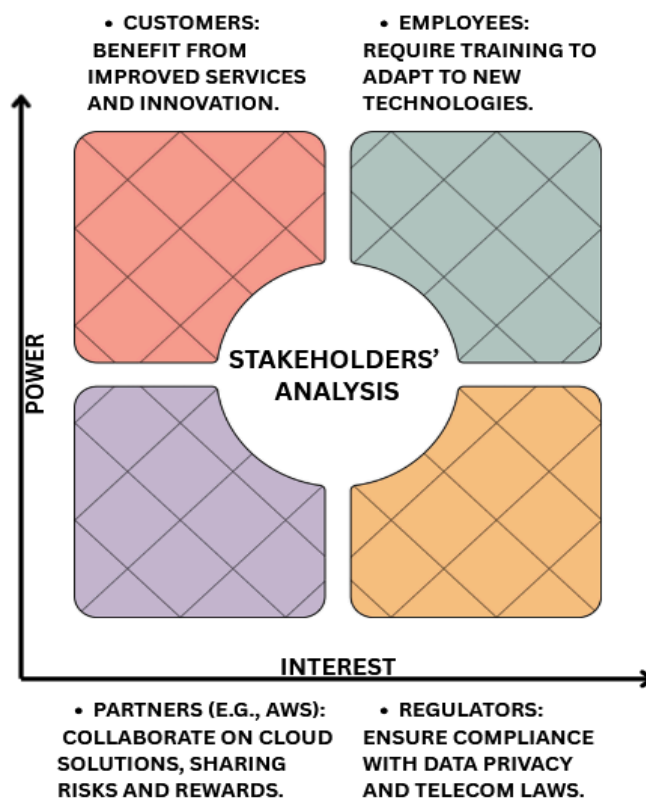 • CUSTOMERS:
BENEFIT FROM
IMPROVED SERVICES
AND INNOVATION.
• EMPLOYEES:
REQUIRE TRAINING TO
ADAPT TO NEW
TECHNOLOGIES.
POWER
STAKEHOLDERS’
ANALYSIS
INTEREST
• PARTNERS (E.G., AWS):
COLLABORATE ON CLOUD
SOLUTIONS, SHARING
RISKS AND REWARDS.
• REGULATORS:
ENSURE COMPLIANCE
WITH DATA PRIVACY
AND TELECOM LAWS.